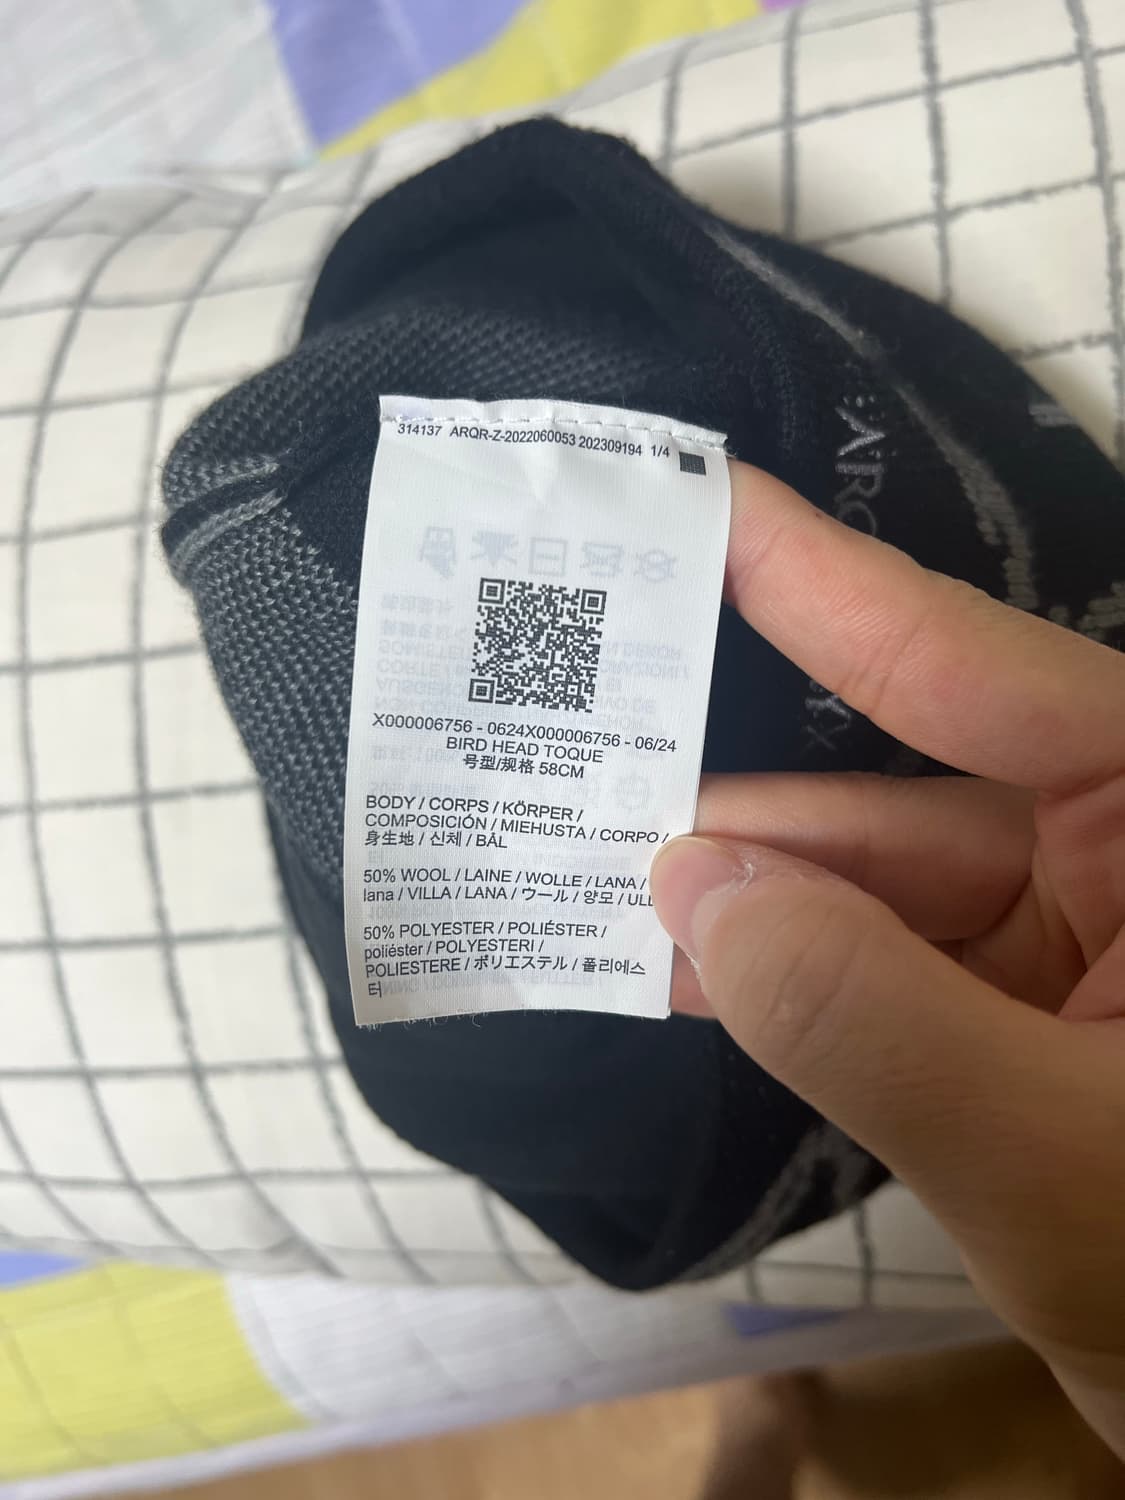 314137 ARQR-Z-2022060053 202309194 1/4
X000006756 - 0624X000006756 - 06/24
BIRD HEAD TOQUE
号型/规格 58CM
BODY / CORPS / KÖRPER /
COMPOSICIÓN / MIEHUSTA / CORPO /
身生地 / 신체 / BÅL
50% WOOL / LAINE / WOLLE / LANA /
lana / VILLA / LANA / ウール / 양모 / ULL
50% POLYESTER / POLIÉSTER /
poliéster / POLYESTERI /
POLIESTERE / ポリエステル / 폴리에스
터